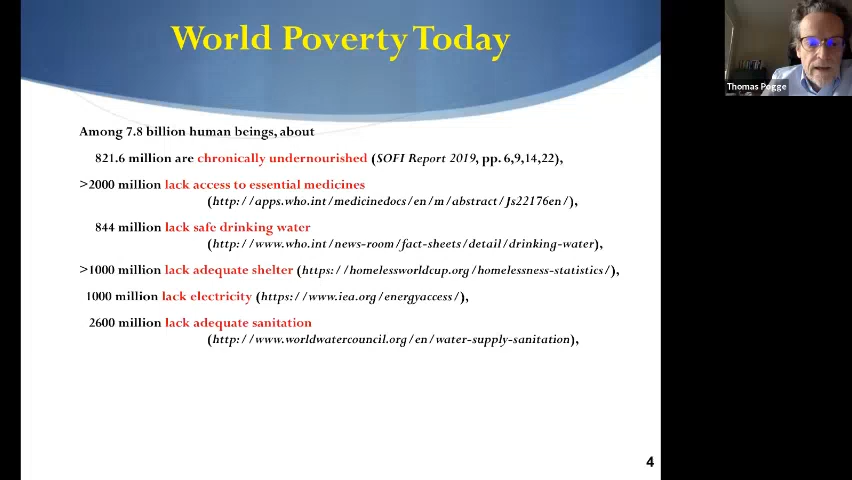 World Poverty Today
Thomas Pogge
Among 7.8 billion human beings, about
821.6 million are chronically undernourished (SOFI Report 2019, pp. 6,9,14,22),
>2000 million lack access to essential medicines
(http://apps.who.int/medicinedocs/en/m/abstract/Js22176en/),
844 million lack safe drinking water
(http://www.who.int/news-room/fact-sheets/detail/drinking-water),
>1000 million lack adequate shelter (https://homelessworldcup.org/homelessness-statistics/),
1000 million lack electricity (https://www.iea.org/energyaccess/),
2600 million lack adequate sanitation
(http://www.worldwatercouncil.org/en/water-supply-sanitation),
4